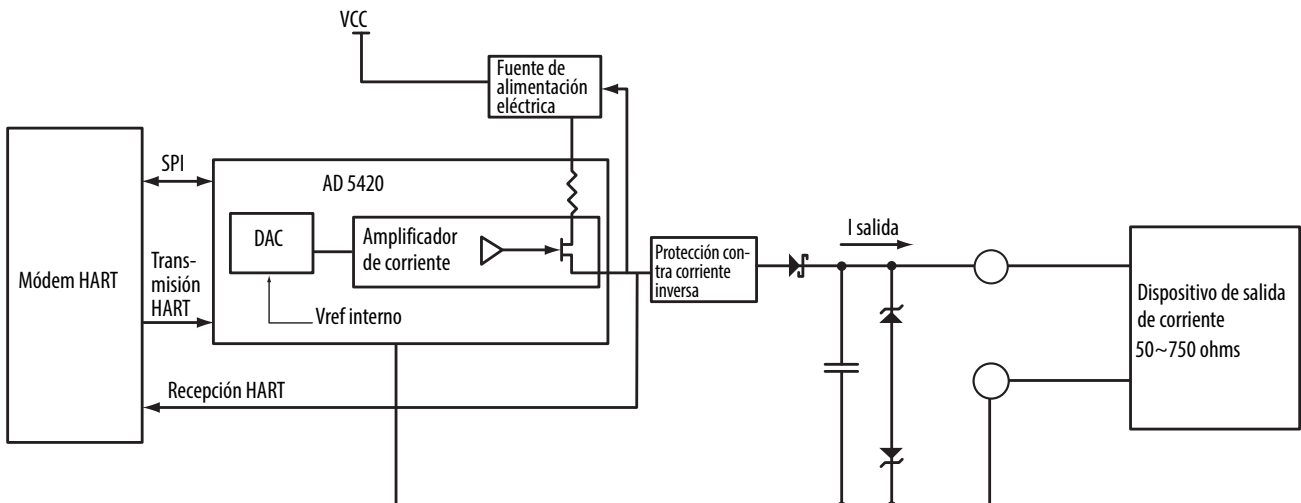 VCC
Fuente de
alimentación
eléctrica
SPI
AD 5420
DAC
Amplificador
de corriente
I salida
Protección con-
tra corriente
inversa
Módem HART
Trans-
misión
HART
Vref interno
Dispositivo de salida
de corriente
50~750 ohms
Recepción HART